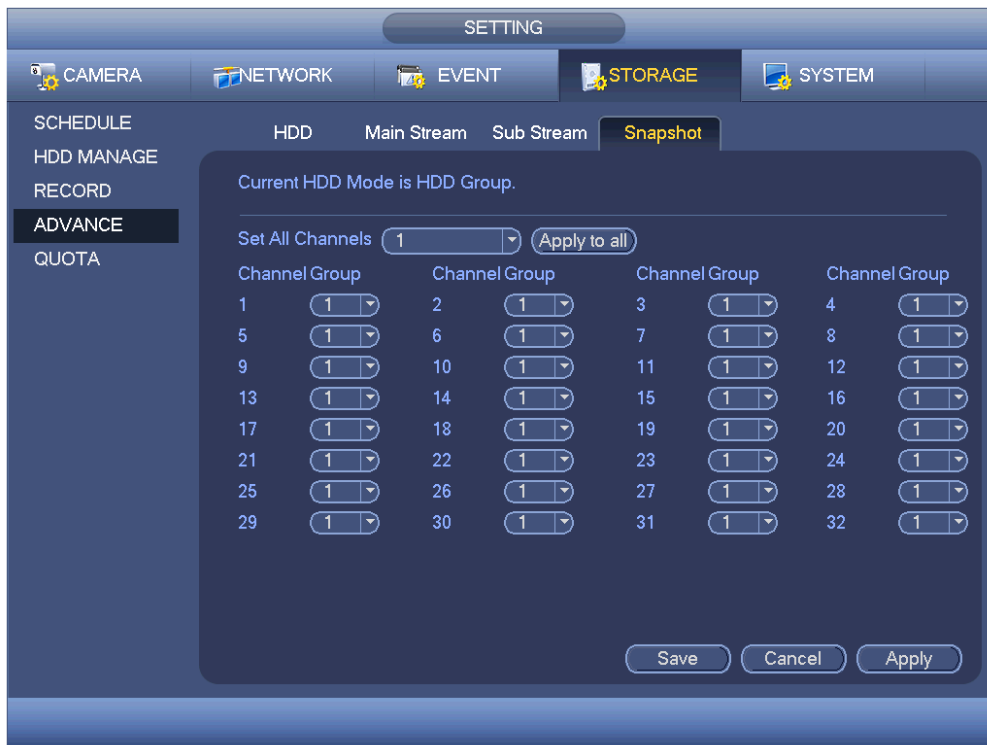 SETTING
CAMERA NETWORK EVENT STORAGE SYSTEM
SCHEDULE
HDD MANAGE
RECORD
ADVANCE
QUOTA
HDD Main Stream Sub Stream Snapshot
Current HDD Mode is HDD Group.
Set All Channels 1 Apply to all
Channel Group Channel Group Channel Group Channel Group
1 1 2 1 3 1 4 1
5 1 6 1 7 1 8 1
9 1 10 1 11 1 12 1
13 1 14 1 15 1 16 1
17 1 18 1 19 1 20 1
21 1 22 1 23 1 24 1
25 1 26 1 27 1 28 1
29 1 30 1 31 1 32 1
Save Cancel Apply